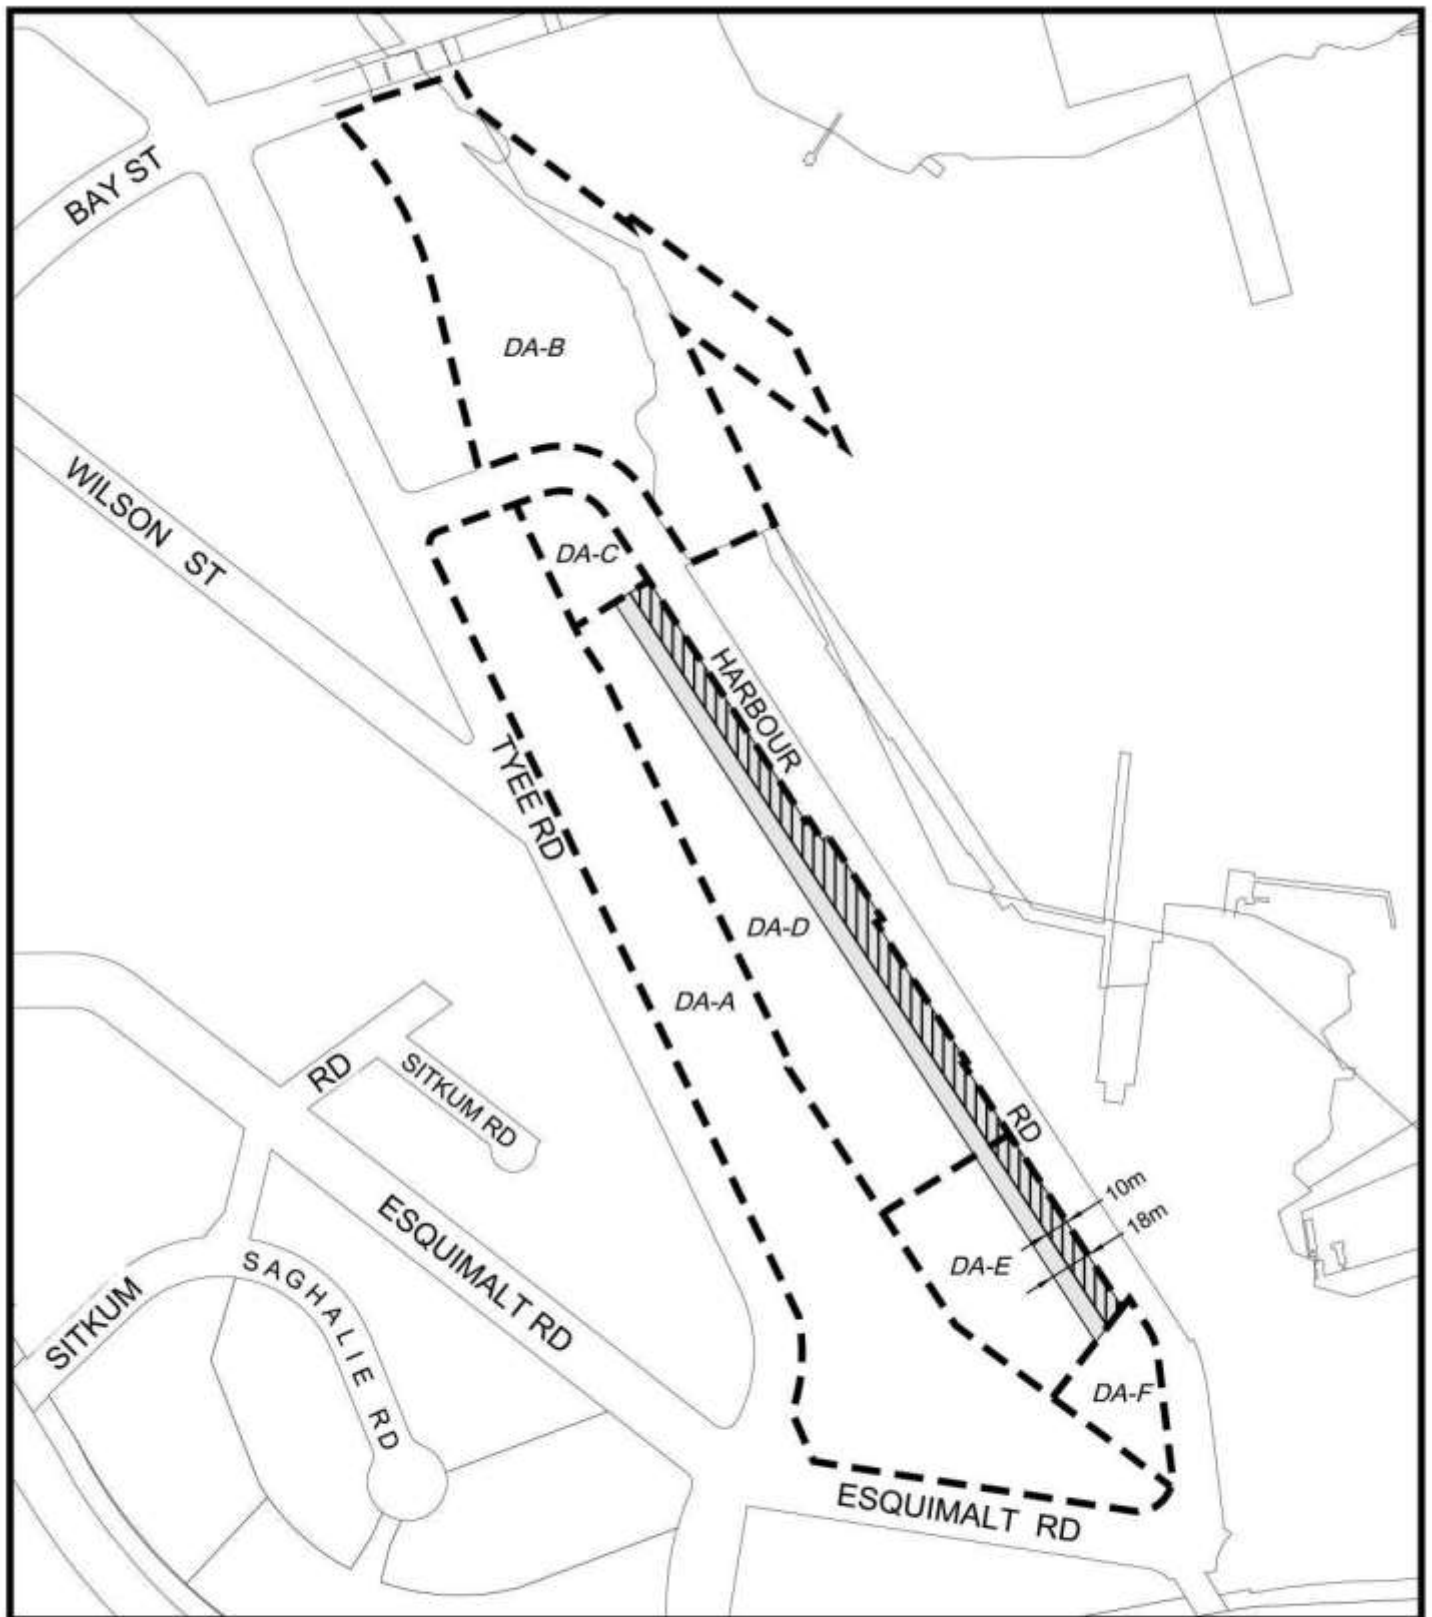 BAY ST
DA-B
WILSON ST
DA-C
HARBOUR
TYEE RD
DA-D
DA-A
RD
SITKUM RD
RD
10m
18m
ESQUIMALT RD
DA-E
SAGHALIE RD
SITKUM
DA-F
ESQUIMALT RD